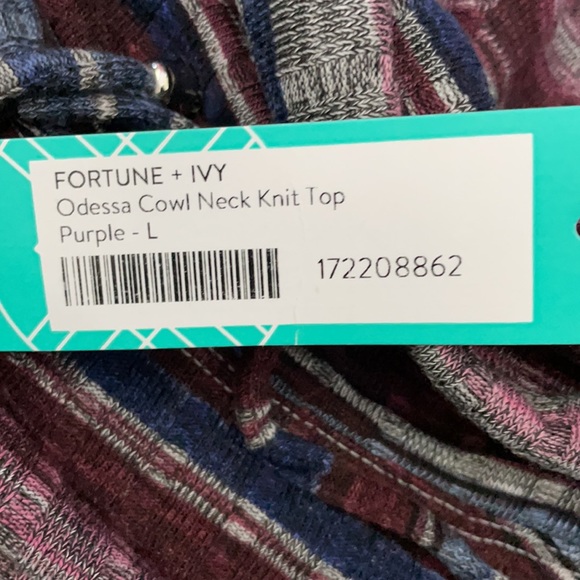 FORTUNE + IVY
Odessa Cowl Neck Knit Top
Purple - L
172208862